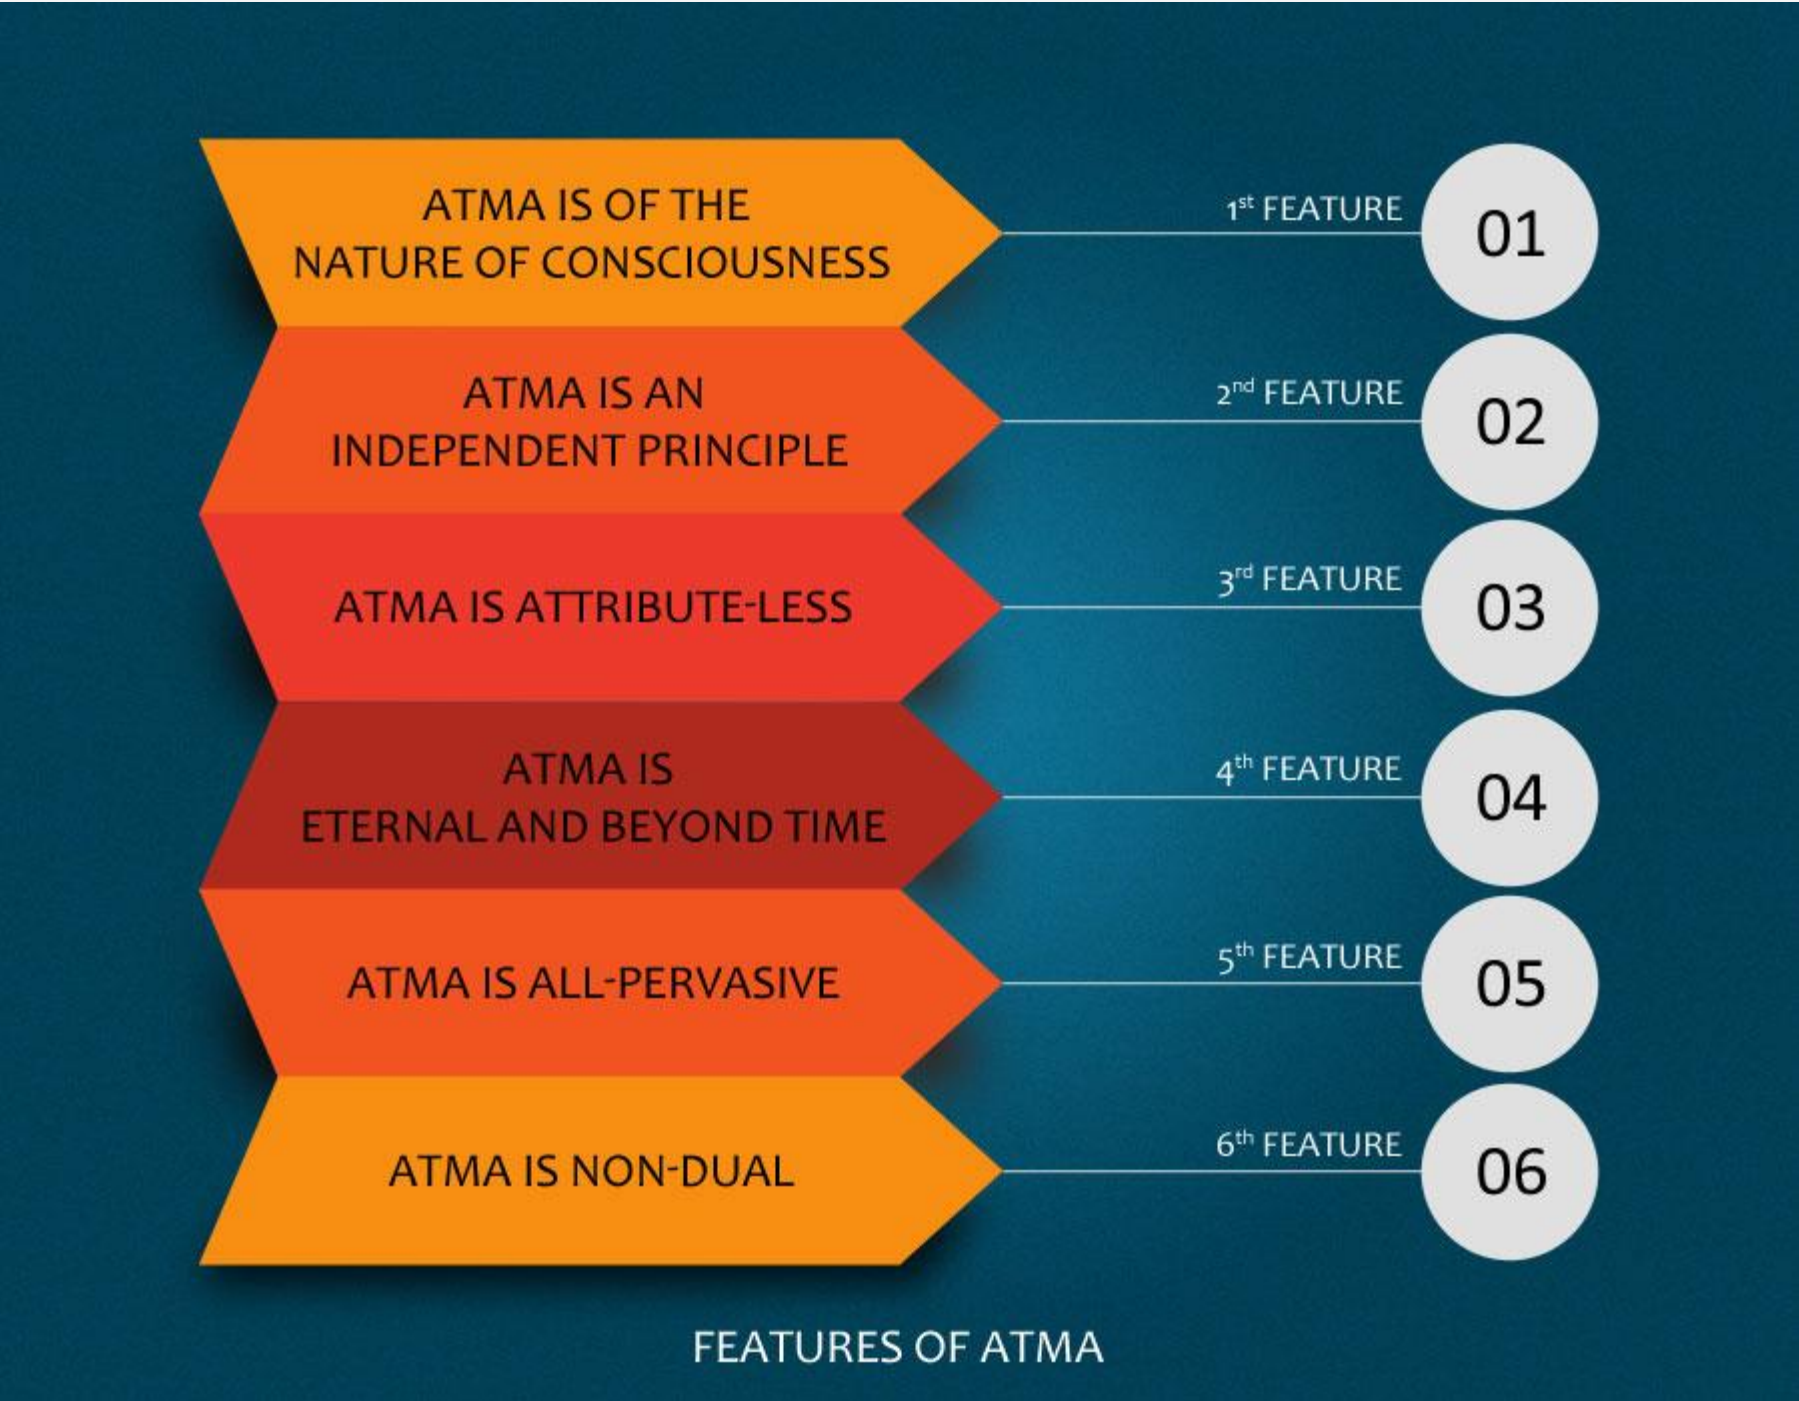 ATMA IS OF THE
NATURE OF CONSCIOUSNESS
1st FEATURE
01
ATMA IS AN
INDEPENDENT PRINCIPLE
2nd FEATURE
02
ATMA IS ATTRIBUTE-LESS
3rd FEATURE
03
ATMA IS
ETERNAL AND BEYOND TIME
4th FEATURE
04
ATMA IS ALL-PERVASIVE
5th FEATURE
05
ATMA IS NON-DUAL
6th FEATURE
06
FEATURES OF ATMA